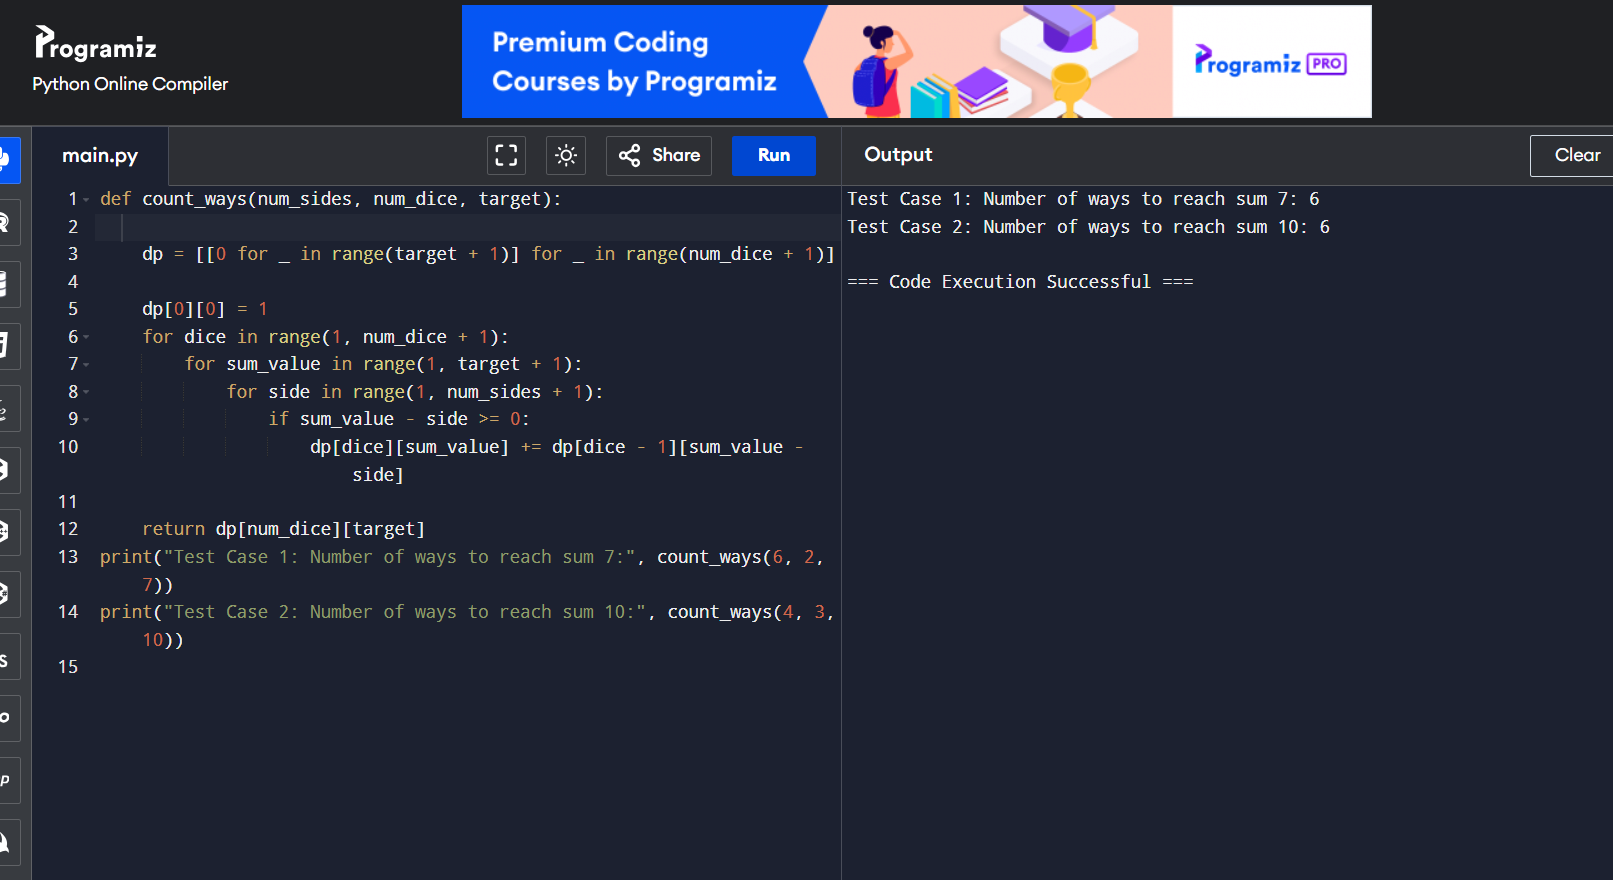 Programiz
Python Online Compiler
Premium Coding
Courses by Programiz
Programiz PRO
main.py
Share
Run
Output
Clear
1 def count_ways(num_sides, num_dice, target):
2
3 dp = [[0 for _ in range(target + 1)] for _ in range(num_dice + 1)]
4
5 dp[0][0] = 1
6 for dice in range(1, num_dice + 1):
7 for sum_value in range(1, target + 1):
8 for side in range(1, num_sides + 1):
9 if sum_value - side >= 0:
10 dp[dice][sum_value] += dp[dice - 1][sum_value -
side]
11
12 return dp[num_dice][target]
13 print("Test Case 1: Number of ways to reach sum 7:", count_ways(6, 2,
7))
14 print("Test Case 2: Number of ways to reach sum 10:", count_ways(4, 3,
10))
15
Test Case 1: Number of ways to reach sum 7: 6
Test Case 2: Number of ways to reach sum 10: 6
=== Code Execution Successful ===